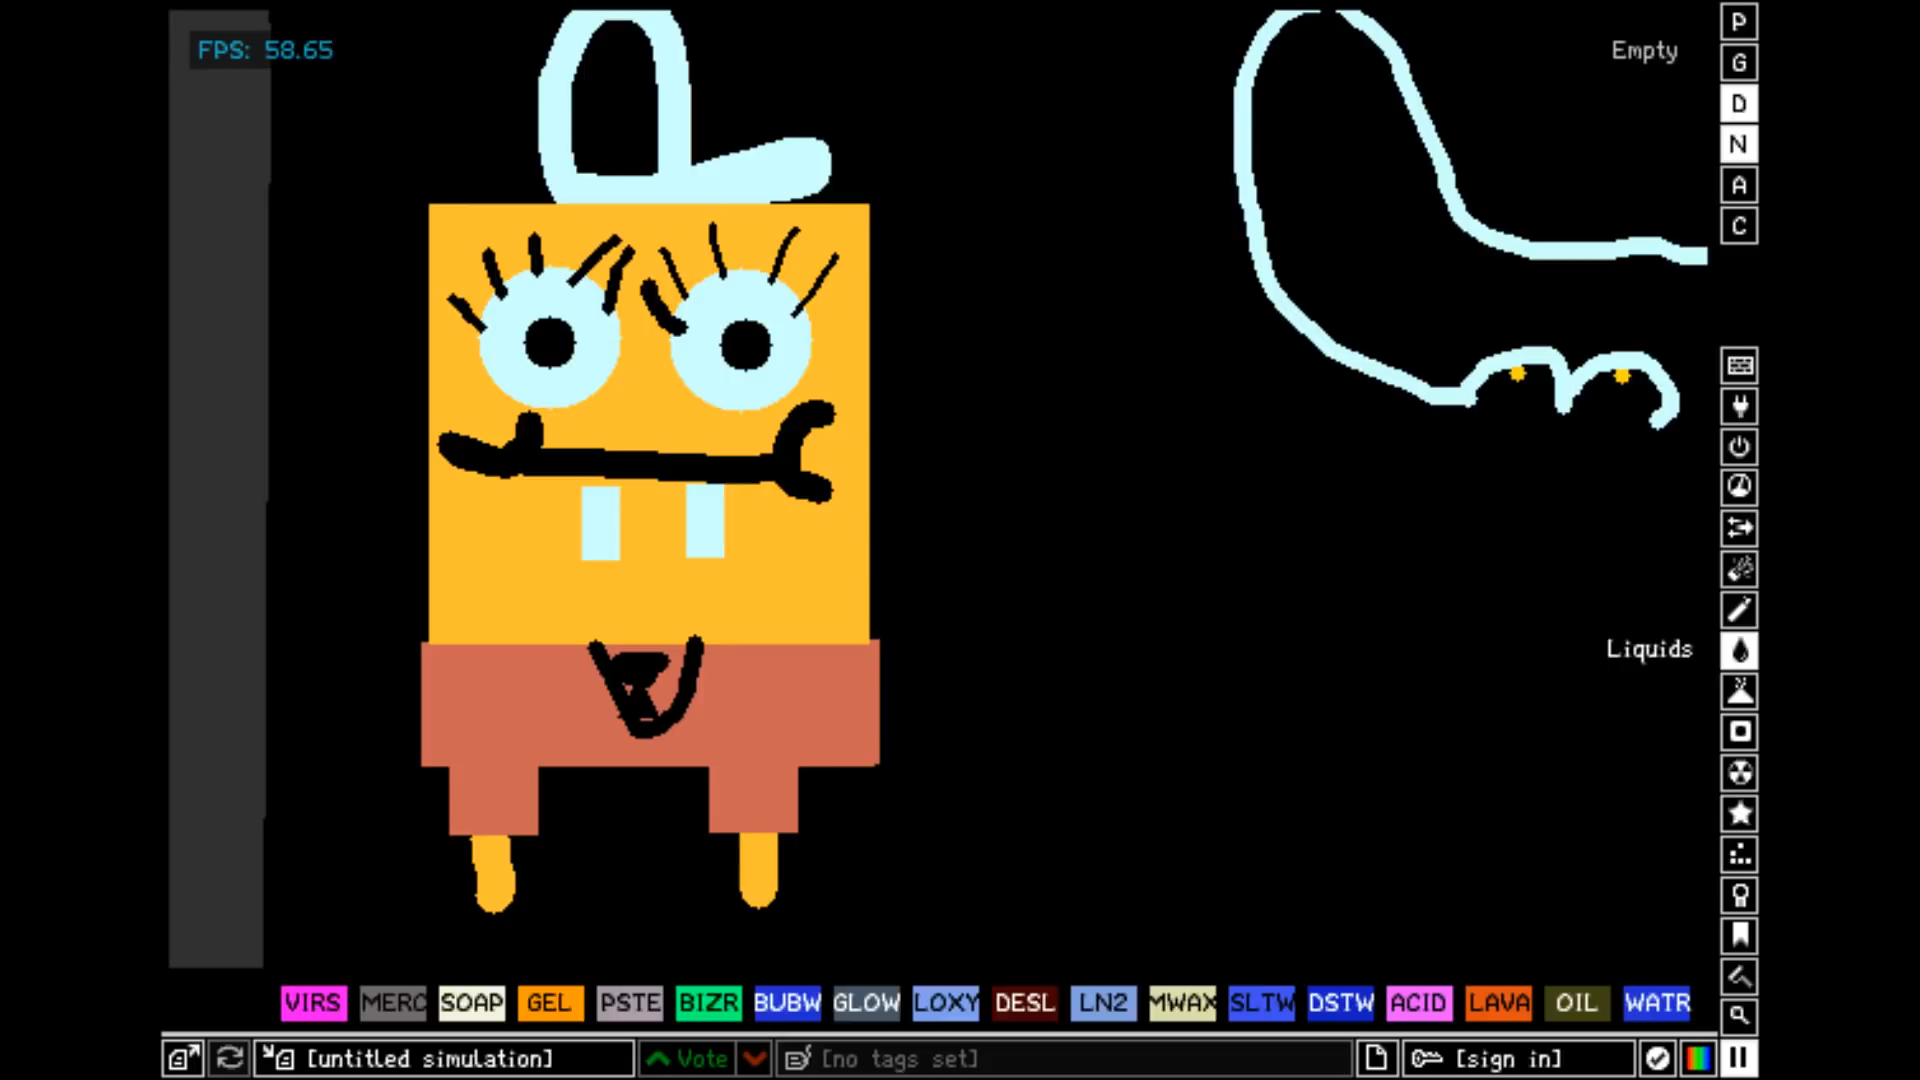 FPS: 58.65
Empty
P
G
D
N
A
C
Liquids
VIRS MERC SOAP GEL PSTE BIZR BUBW GLOW LOXY DESL LN2 MWAX SLTW DSTW ACID LAVA OIL WATR
[untitled simulation] Vote [no tags set] [sign in]